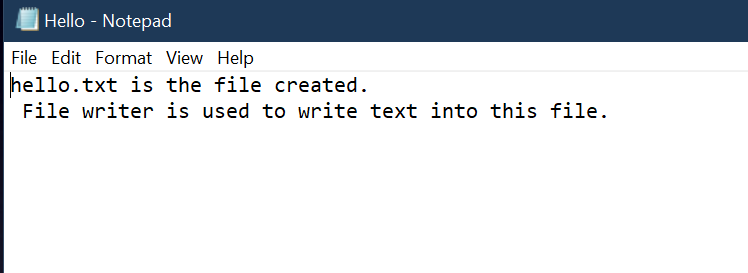 Hello - Notepad
File Edit Format View Help
hello.txt is the file created.
File writer is used to write text into this file.